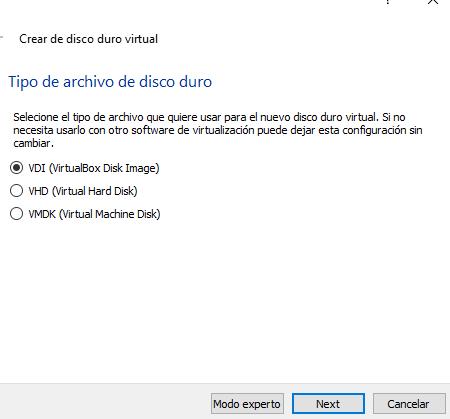 Crear de disco duro virtual
Tipo de archivo de disco duro
Selecione el tipo de archivo que quiere usar para el nuevo disco duro virtual. Si no
necesita usarlo con otro software de virtualización puede dejar esta configuración sin
cambiar.
VDI (VirtualBox Disk Image)
VHD (Virtual Hard Disk)
VMDK (Virtual Machine Disk)
Modo experto
Next
Cancelar